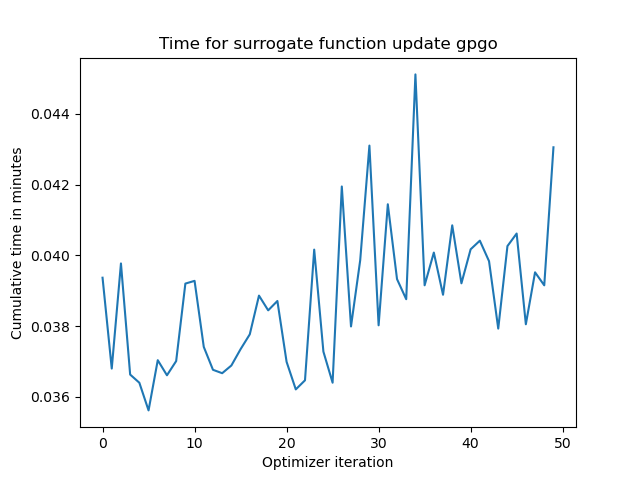 Time for surrogate function update gpgo
Cumulative time in minutes
0.044
0.042
0.040
0.038
0.036
0 10 20 30 40 50
Optimizer iteration